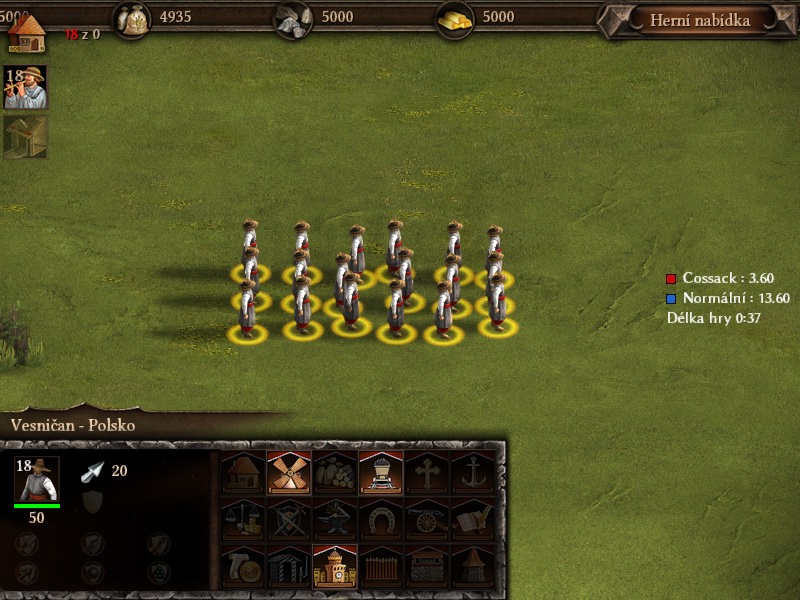 5000
4935
5000
5000
Herní nabídka
18 z 0
18
Cossack : 3.60
Normální : 13.60
Délka hry 0:37
Vesničan - Polsko
18
20
50